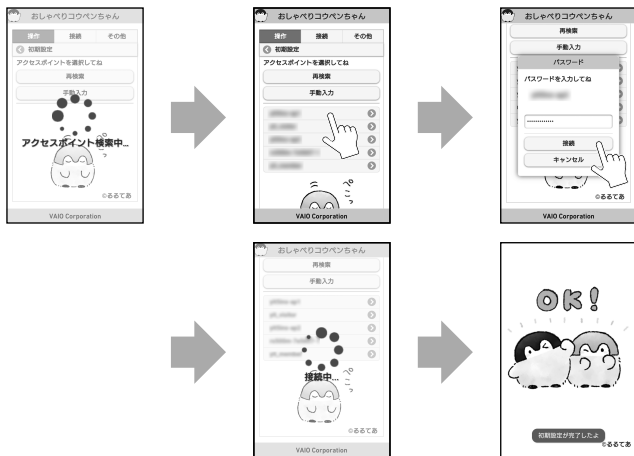 おしゃべりコウペンちゃん
操作 接続 その他
初期設定
アクセスポイントを選択してね
再検索
手動入力
アクセスポイント検索中...
©るるてあ
VAIO Corporation
おしゃべりコウペンちゃん
操作 接続 その他
初期設定
アクセスポイントを選択してね
再検索
手動入力
ペこっ
VAIO Corporation
おしゃべりコウペンちゃん
再検索
手動入力
パスワード
パスワードを入力してね
接続
キャンセル
©るるてあ
VAIO Corporation
おしゃべりコウペンちゃん
再検索
手動入力
接続中...
ペこっ
©るるてあ
VAIO Corporation
OK!
初期設定が完了したよ
©るるてあ